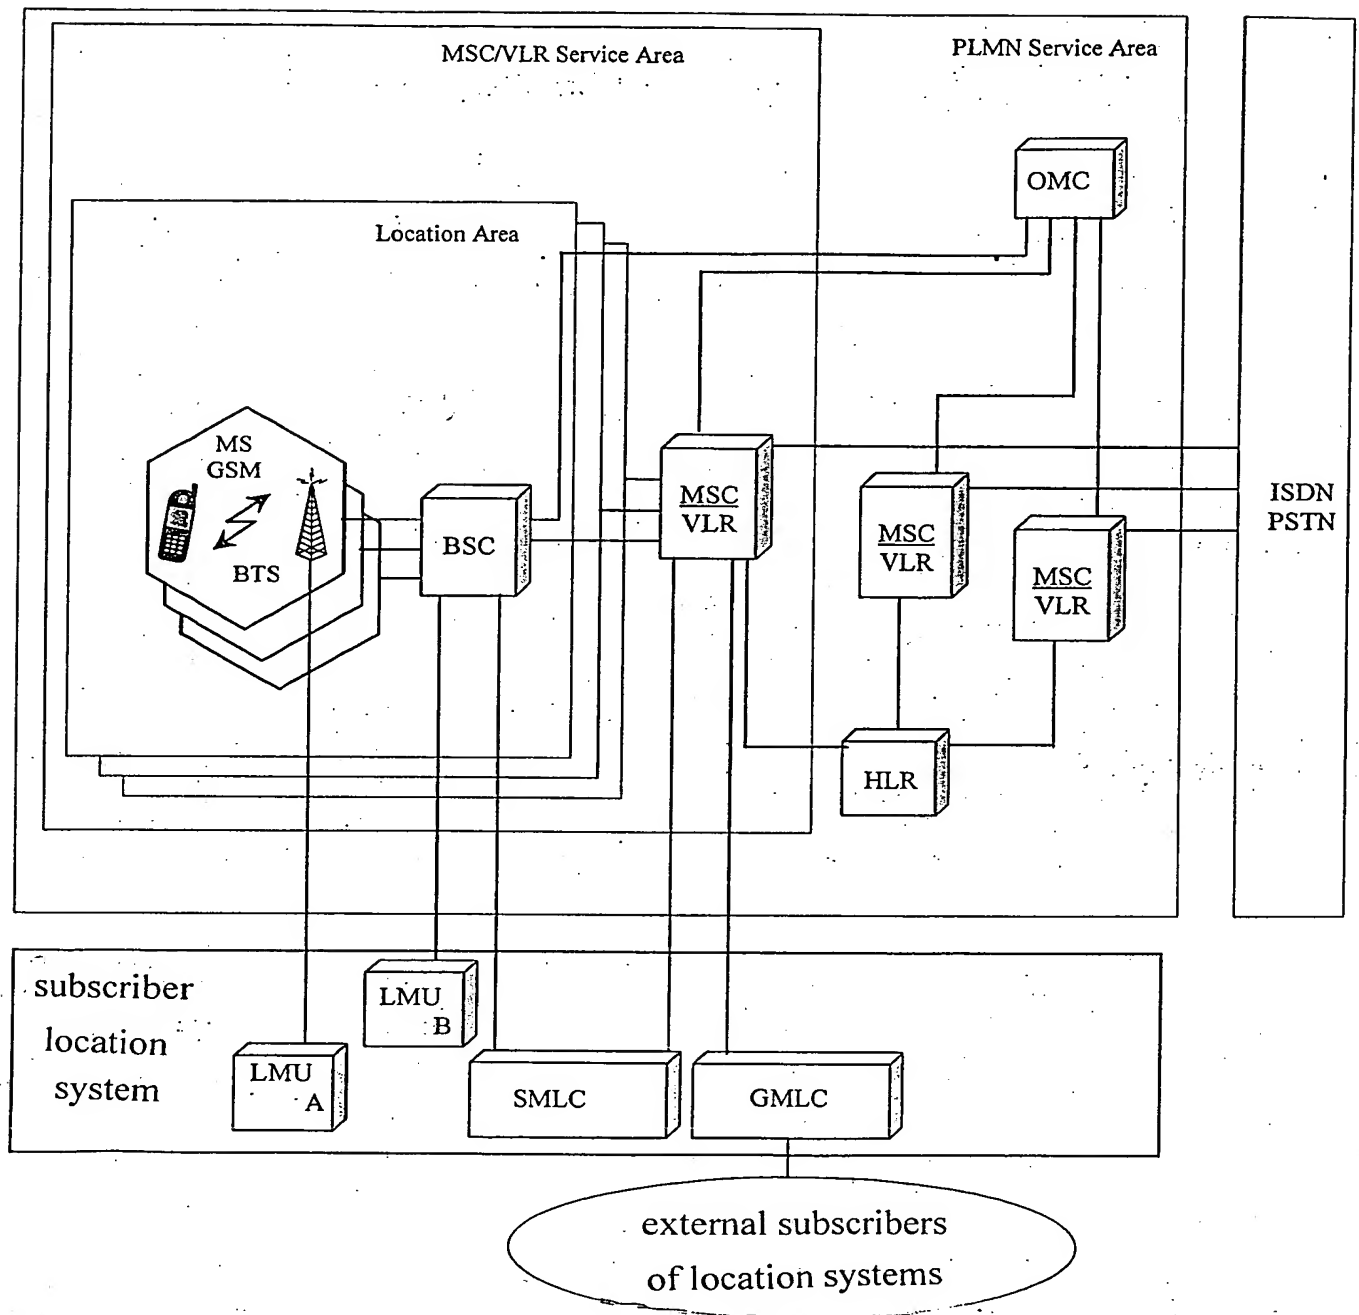 MSC/VLR Service Area
PLMN Service Area
OMC
Location Area
MS
GSM
BTS
BSC
MSC
VLR
MSC
VLR
MSC
VLR
ISDN
PSTN
HLR
subscriber
location
system
LMU
A
LMU
B
SMLC
GMLC
external subscribers
of location systems